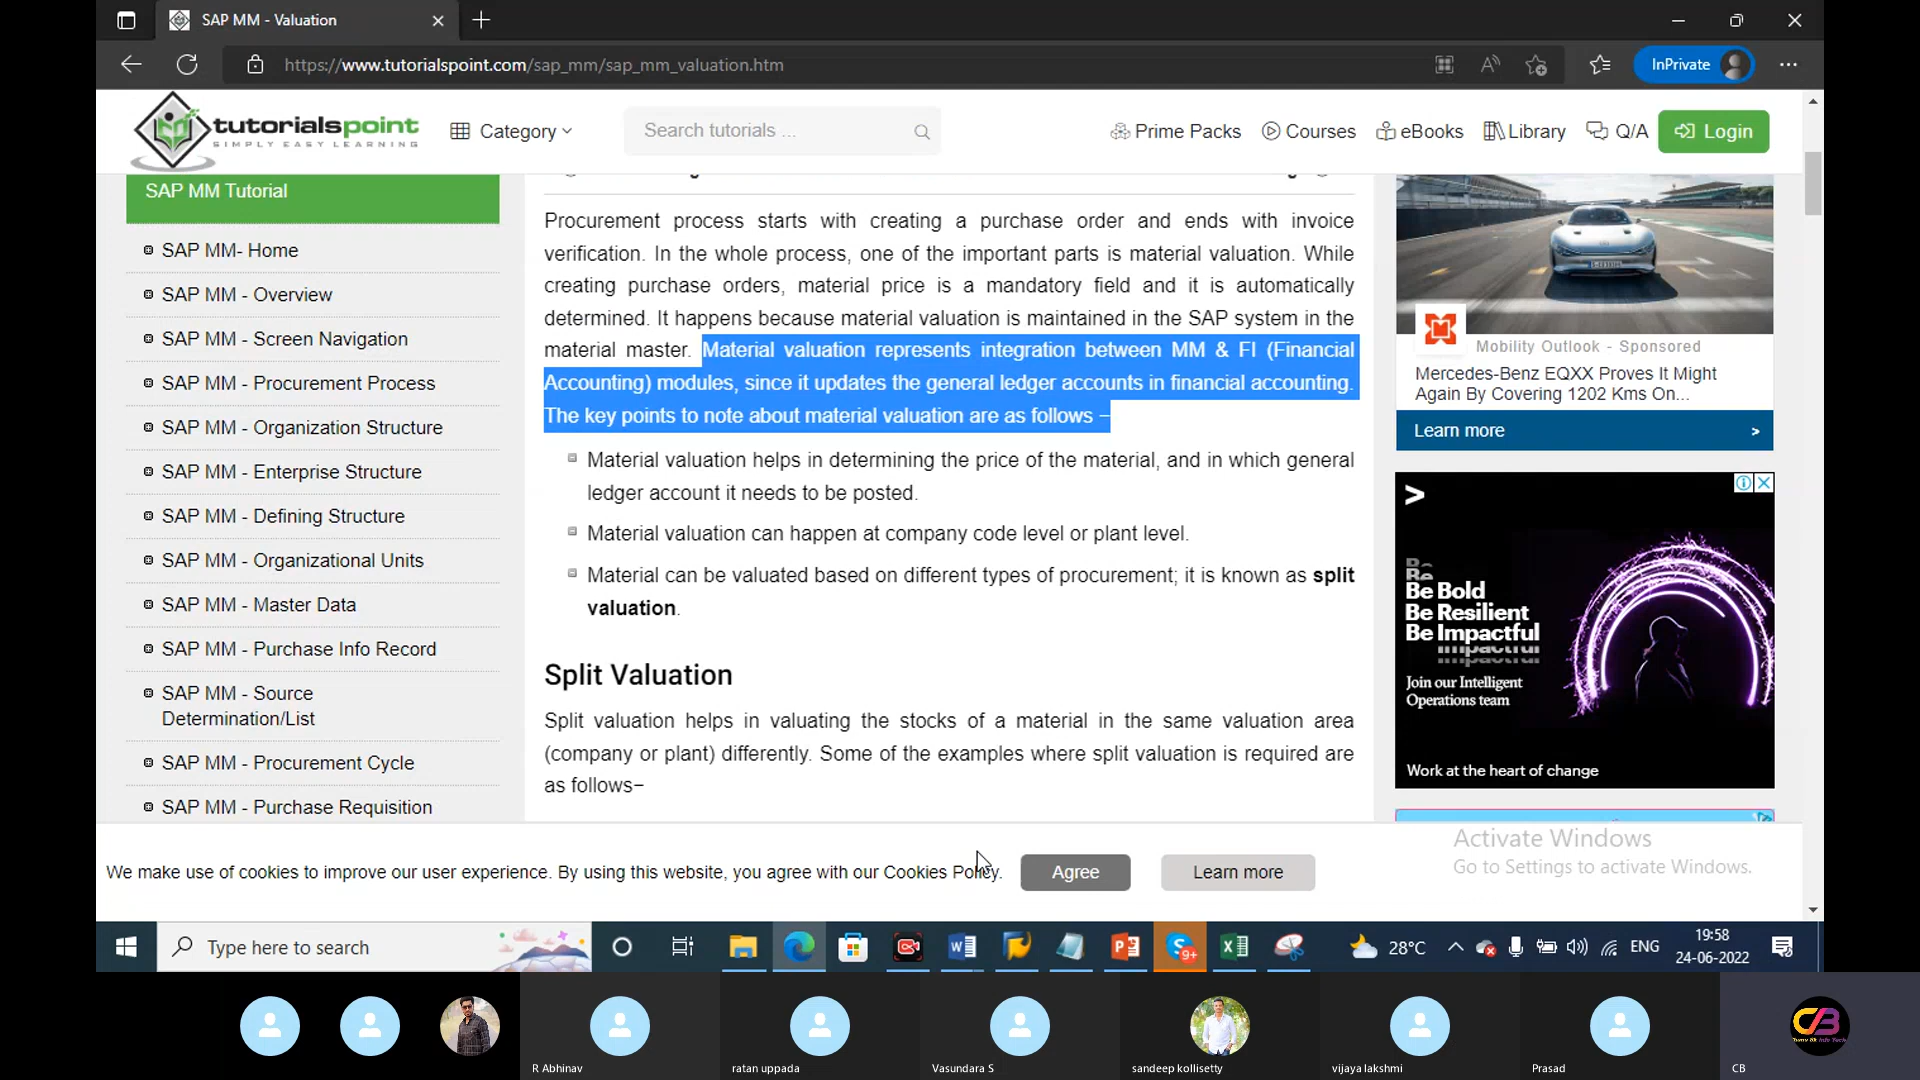 SAP MM - Valuation
https://www.tutorialspoint.com/sap_mm/sap_mm_valuation.htm
InPrivate
tutorialspoint
SIMPLY EASY LEARNING
Category
Search tutorials ...
Prime Packs
Courses
eBooks
Library
Q/A
Login
SAP MM Tutorial
SAP MM- Home
SAP MM - Overview
SAP MM - Screen Navigation
SAP MM - Procurement Process
SAP MM - Organization Structure
SAP MM - Enterprise Structure
SAP MM - Defining Structure
SAP MM - Organizational Units
SAP MM - Master Data
SAP MM - Purchase Info Record
SAP MM - Source
Determination/List
SAP MM - Procurement Cycle
SAP MM - Purchase Requisition
Procurement process starts with creating a purchase order and ends with invoice
verification. In the whole process, one of the important parts is material valuation. While
creating purchase orders, material price is a mandatory field and it is automatically
determined. It happens because material valuation is maintained in the SAP system in the
material master. Material valuation represents integration between MM & FI (Financial
Accounting) modules, since it updates the general ledger accounts in financial accounting.
The key points to note about material valuation are as follows −
Material valuation helps in determining the price of the material, and in which general
ledger account it needs to be posted.
Material valuation can happen at company code level or plant level.
Material can be valuated based on different types of procurement; it is known as split
valuation.
Split Valuation
Split valuation helps in valuating the stocks of a material in the same valuation area
(company or plant) differently. Some of the examples where split valuation is required are
as follows−
Mobility Outlook - Sponsored
Mercedes-Benz EQXX Proves It Might
Again By Covering 1202 Kms On...
Learn more >
>
Be
Be Bold
Be Resilient
Be Impactful
Impactful
Join our Intelligent
Operations team
Work at the heart of change
Activate Windows
Go to Settings to activate Windows.
We make use of cookies to improve our user experience. By using this website, you agree with our Cookies Policy.
Agree
Learn more
Type here to search
9+
28°C
ENG
19:58
24-06-2022
R Abhinav
ratan uppada
Vasundara S
sandeep kollisetty
vijaya lakshmi
Prasad
CB